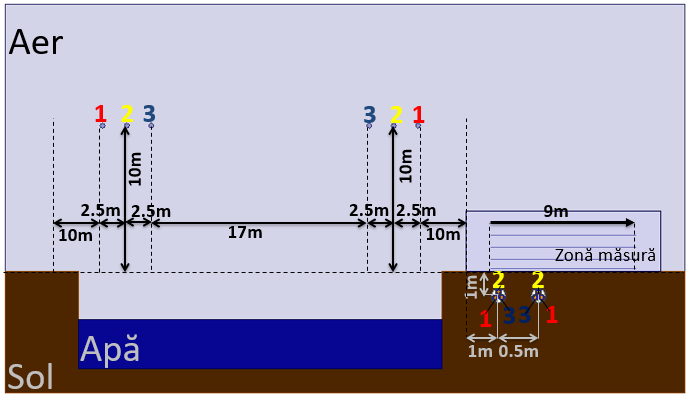 Aer
1 2 3
3 2 1
10m
10m
2.5m
2.5m
2.5m
2.5m
10m
17m
10m
9m
Zonă măsură
1m
2 2
1 3 3 1
1m 0.5m
Apă
Sol